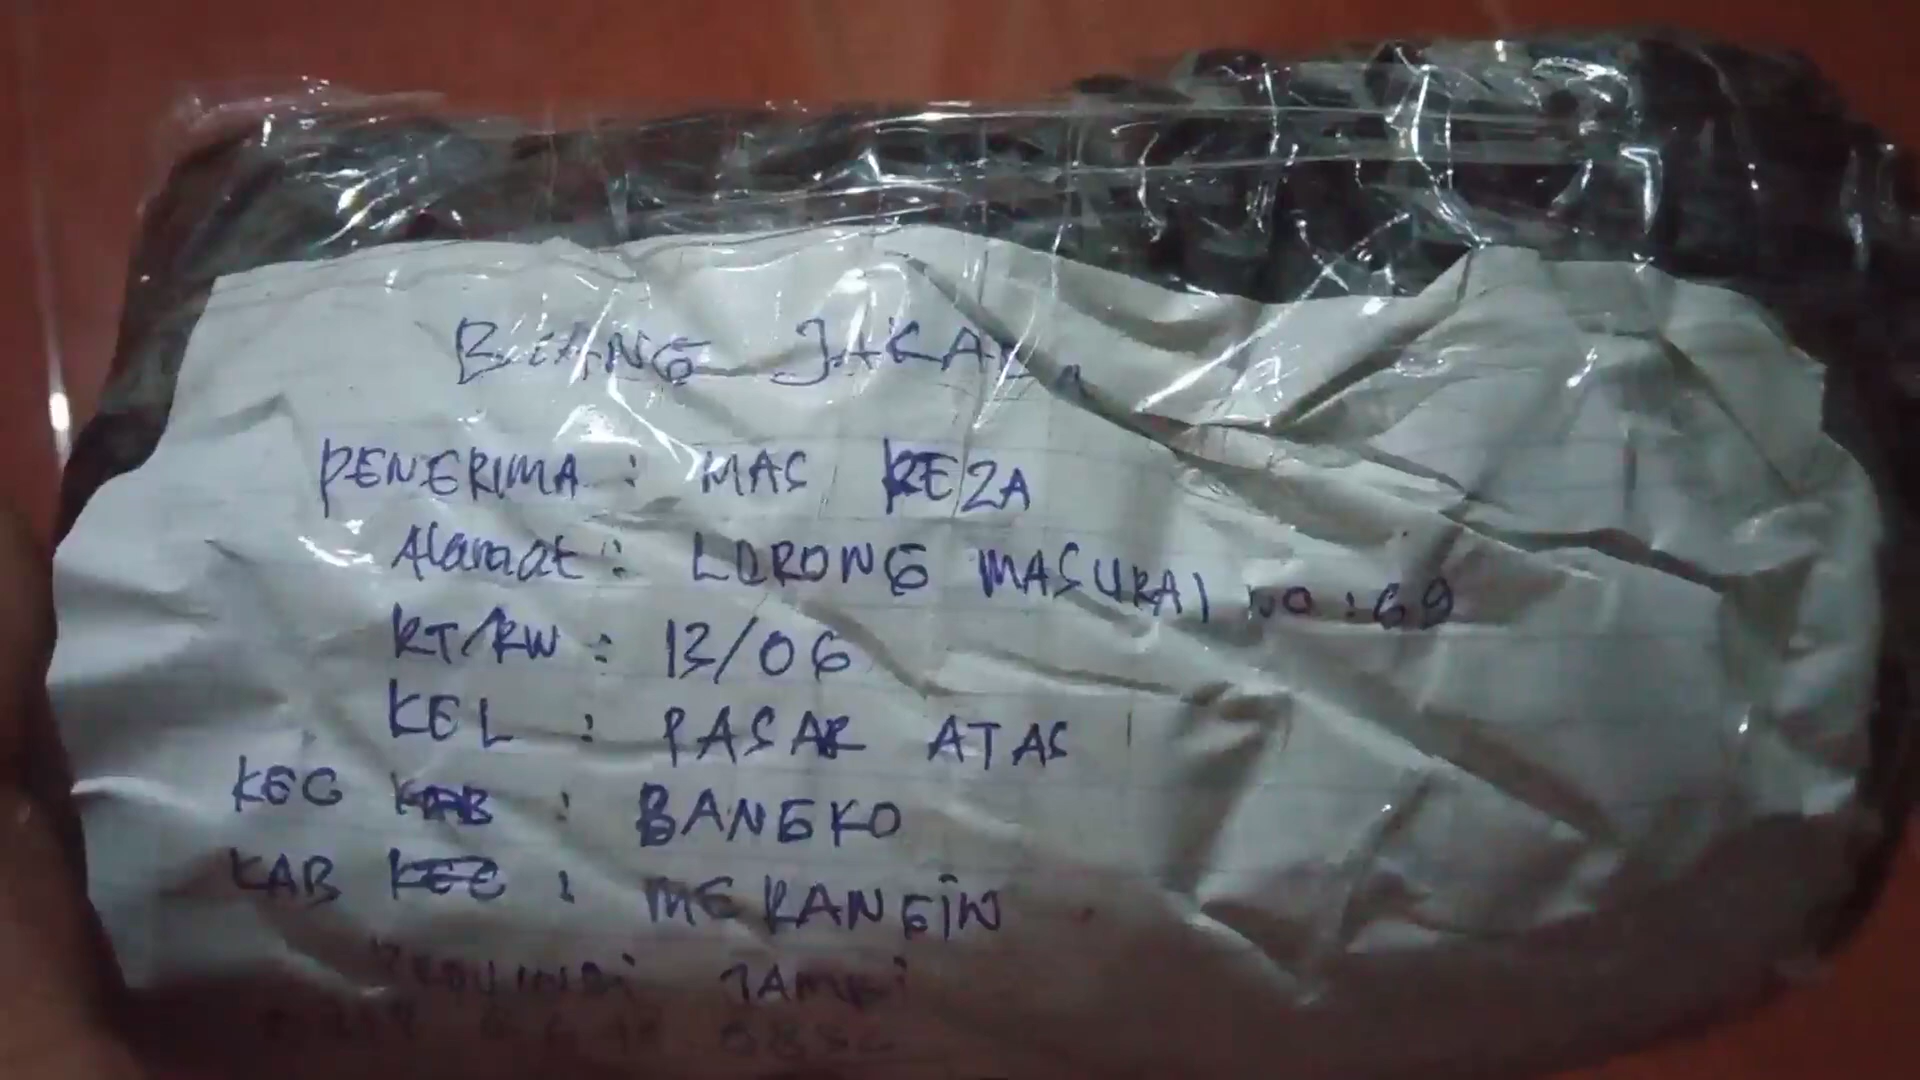 PENERIMA : MAS REZA
Alamat : LORONG MASURAI NO : 69
RT/RW : 13/06
KEL : PASAR ATAS
KEC KAB : BANGKO
KAB KEC : MERANGIN
PROVINSI JAMBI